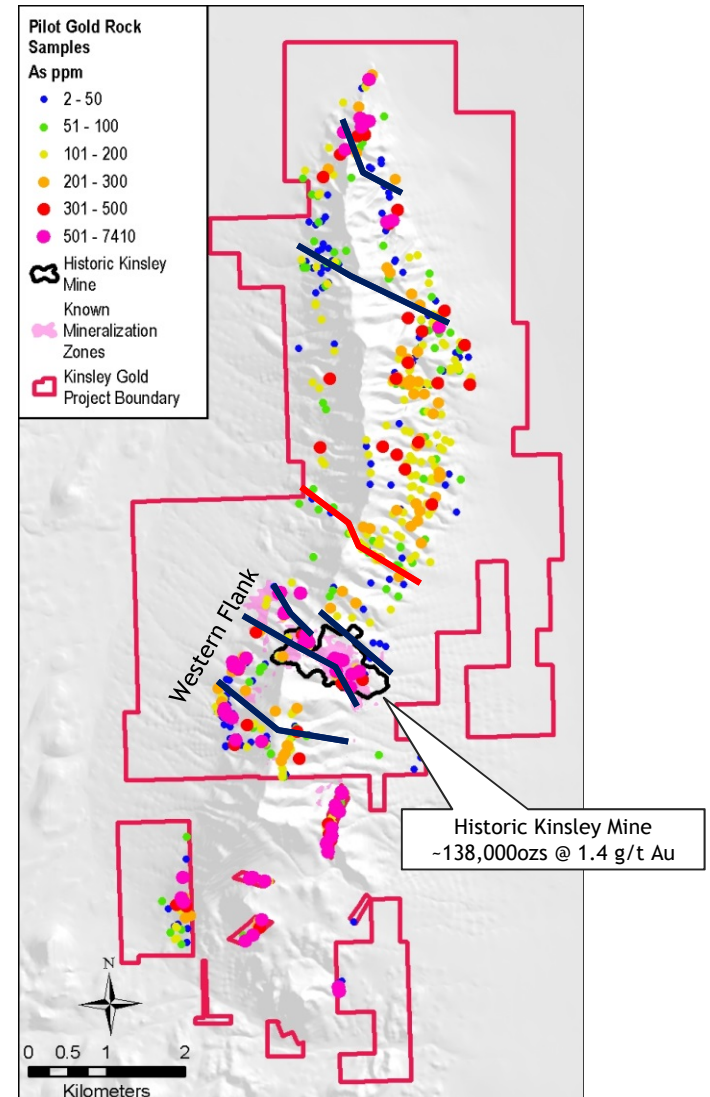 Pilot Gold Rock
Samples
As ppm
2 - 50
51 - 100
101 - 200
201 - 300
301 - 500
501 - 7410
Historic Kinsley
Mine
Known
Mineralization
Zones
Kinsley Gold
Project Boundary
Western Flank
Historic Kinsley Mine
~138,000ozs @ 1.4 g/t Au
N
0 0.5 1 2
Kilometers